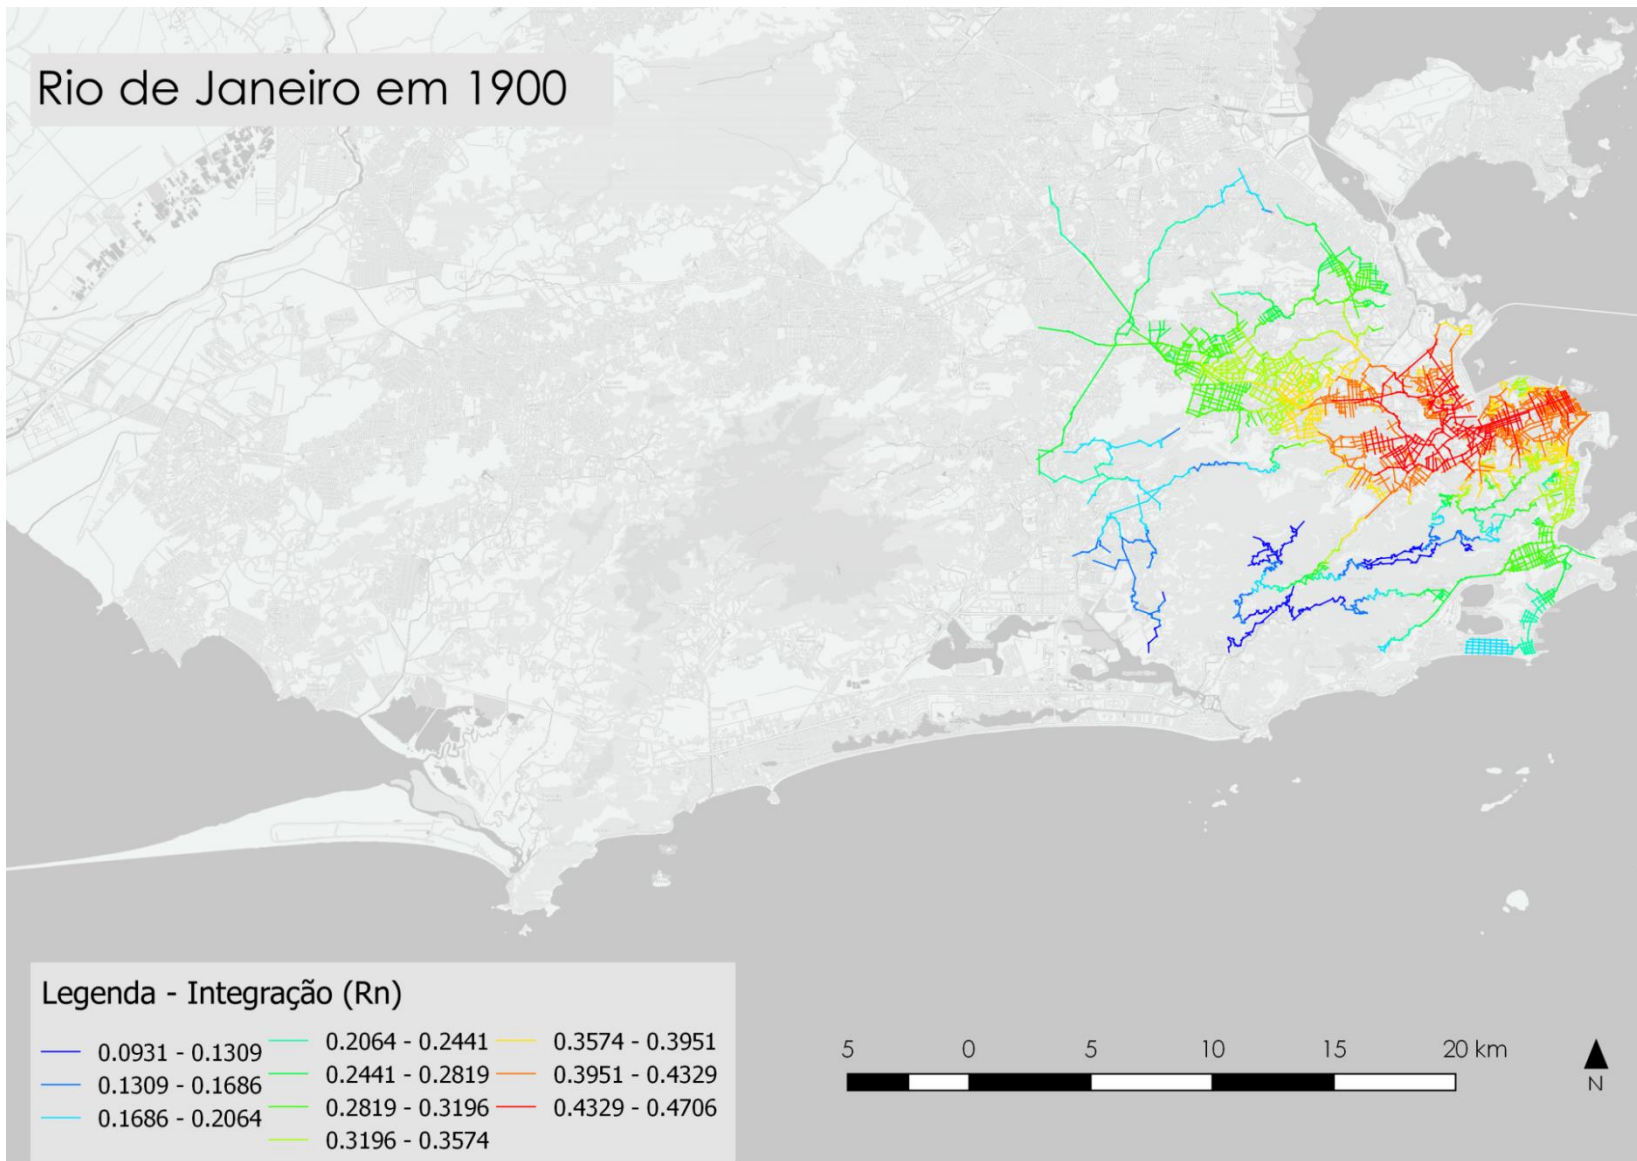 Rio de Janeiro em 1900
Legenda - Integração (Rn)
0.0931 - 0.1309
0.1309 - 0.1686
0.1686 - 0.2064
0.2064 - 0.2441
0.2441 - 0.2819
0.2819 - 0.3196
0.3196 - 0.3574
0.3574 - 0.3951
0.3951 - 0.4329
0.4329 - 0.4706
5 0 5 10 15 20 km
N